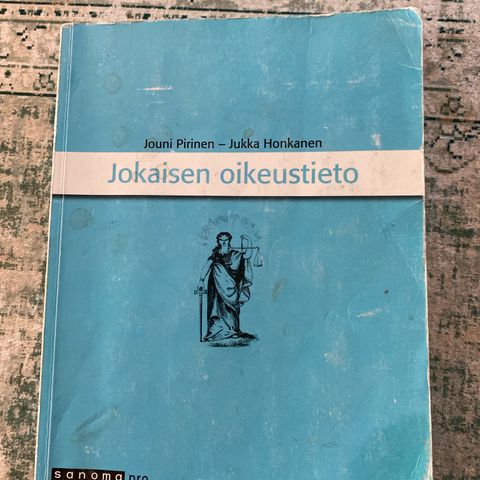 Jouni Pirinen – Jukka Honkanen
Jokaisen oikeustieto
sanoma pro